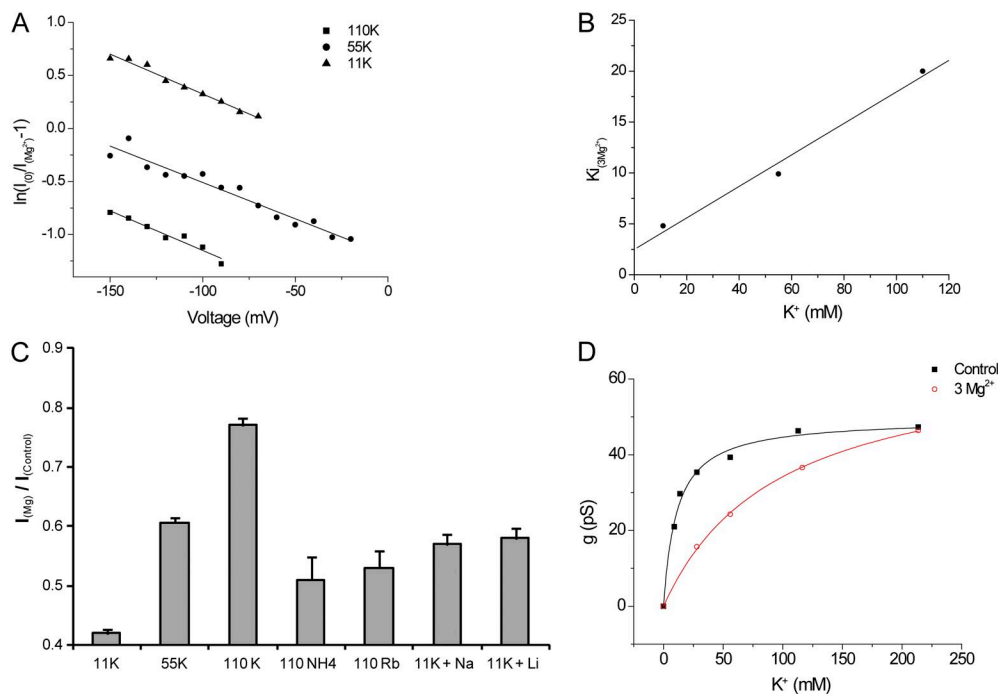 A
110K
55K
11K
1.0
0.5
0.0
-0.5
-1.0
-150
-100
-50
0
ln(I(0)/I(Mg2+)-1)
Voltage (mV)
B
25
20
15
10
5
0
0
20
40
60
80
100
120
Ki(3Mg2+)
K+ (mM)
C
0.9
0.8
0.7
0.6
0.5
0.4
I(Mg) / I(Control)
11K 55K 110 K 110 NH4 110 Rb 11K + Na 11K + Li
D
Control
3 Mg2+
60
40
20
0
0
50
100
150
200
250
g (pS)
K+ (mM)